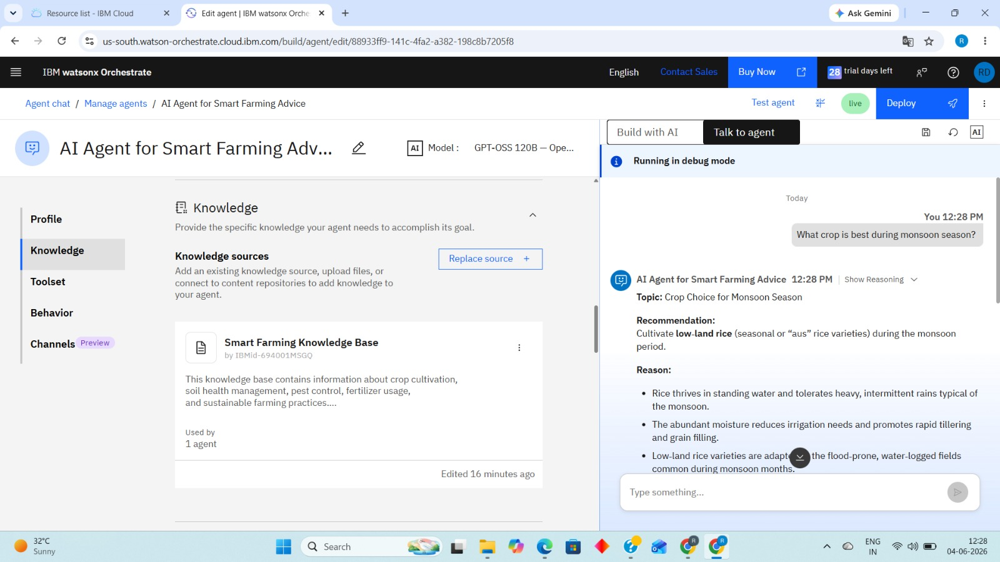 Resource list - IBM Cloud
Edit agent | IBM watsonx Orche
Ask Gemini
us-south.watson-orchestrate.cloud.ibm.com/build/agent/edit/88933ff9-141c-4fa2-a382-198c8b7205f8
R
IBM watsonx Orchestrate
English
Contact Sales
Buy Now
28 trial days left
RD
Agent chat / Manage agents / AI Agent for Smart Farming Advice
Test agent
live
Deploy
AI Agent for Smart Farming Adv...
AI Model : GPT-OSS 120B — Ope...
Profile
Knowledge
Toolset
Behavior
Channels Preview
Knowledge
Provide the specific knowledge your agent needs to accomplish its goal.
Knowledge sources
Add an existing knowledge source, upload files, or
connect to content repositories to add knowledge to
your agent.
Replace source +
Smart Farming Knowledge Base
by IBMid-694001MSGQ
This knowledge base contains information about crop cultivation,
soil health management, pest control, fertilizer usage,
and sustainable farming practices....
Used by
1 agent
Edited 16 minutes ago
Build with AI
Talk to agent
AI
Running in debug mode
Today
You 12:28 PM
What crop is best during monsoon season?
AI Agent for Smart Farming Advice 12:28 PM Show Reasoning
Topic: Crop Choice for Monsoon Season
Recommendation:
Cultivate low-land rice (seasonal or “aus” rice varieties) during the monsoon
period.
Reason:
• Rice thrives in standing water and tolerates heavy, intermittent rains typical of
the monsoon.
• The abundant moisture reduces irrigation needs and promotes rapid tillering
and grain filling.
• Low-land rice varieties are adapte the flood-prone, water-logged fields
common during monsoon months.
Type something...
32°C
Sunny
Search
R
R
ENG
IN
12:28
04-06-2026